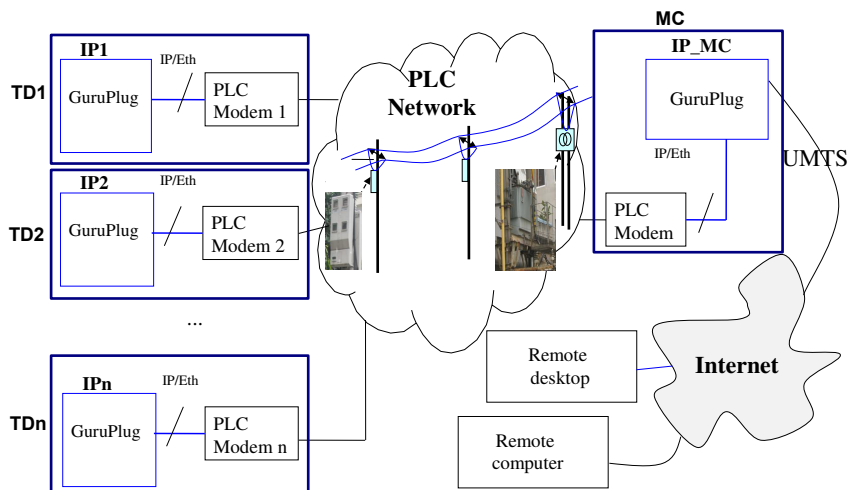 TD1
IP1
GuruPlug
IP/Eth
PLC
Modem 1
TD2
IP2
GuruPlug
IP/Eth
PLC
Modem 2
...
TDn
IPn
GuruPlug
IP/Eth
PLC
Modem n
PLC
Network
MC
IP_MC
GuruPlug
IP/Eth
PLC
Modem
UMTS
Internet
Remote
desktop
Remote
computer